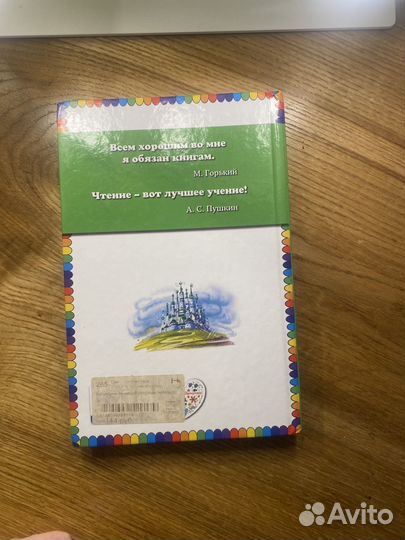 Всем хорошим во мне
я обязан книгам.
М. Горький
Чтение – вот лучшее учение!
А. С. Пушкин
Avito